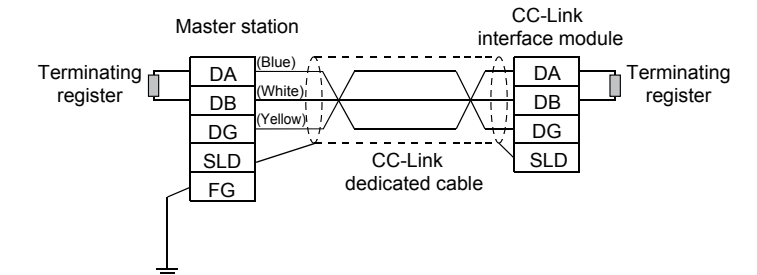 Master station
CC-Link
interface module
Terminating
register
DA
DB
DG
SLD
FG
(Blue)
(White)
(Yellow)
CC-Link
dedicated cable
DA
DB
DG
SLD
Terminating
register